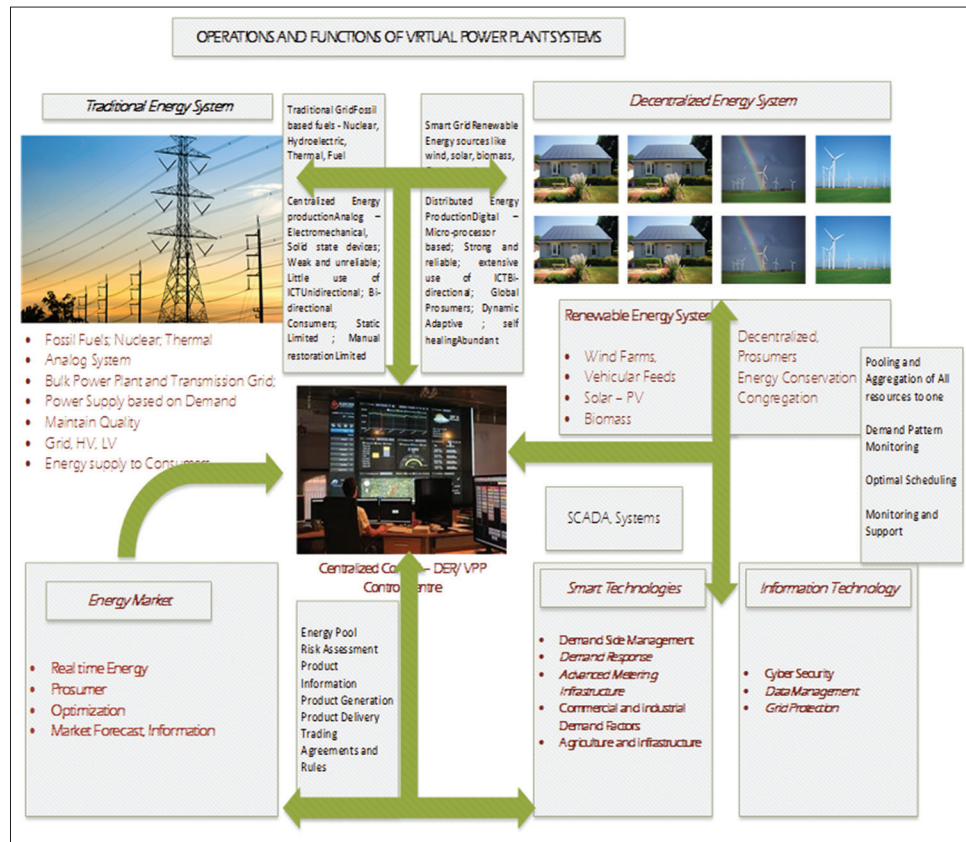 OPERATIONS AND FUNCTIONS OF VIRTUAL POWER PLANT SYSTEMS
Traditional Energy System
Traditional GridFossil
based fuels - Nuclear,
Hydroelectric,
Thermal, Fuel
Centralized Energy
productionAnalog –
Electromechanical,
Solid state devices;
Weak and unreliable;
Little use of
ICTUnidirectional; Bi-
directional
Consumers; Static
Limited ; Manual
restorationLimited
Smart GridRenewable
Energy sources like
wind, solar, biomass,
Distributed Energy
ProductionDigital –
Micro-processor
based; Strong and
reliable; extensive
use of ICTBi-
directional; Global
Prosumers; Dynamic
Adaptive ; self
healingAbundant
Decentralized Energy System
• Fossil Fuels; Nuclear; Thermal
• Analog System
• Bulk Power Plant and Transmission Grid;
• Power Supply based on Demand
• Maintain Quality
• Grid, HV, LV
• Energy supply to Consumers
Renewable Energy System
• Wind Farms,
• Vehicular Feeds
• Solar – PV
• Biomass
Decentralized,
Prosumers
Energy Conservation
Congregation
Pooling and
Aggregation of All
resources to one
Demand Pattern
Monitoring
Optimal Scheduling
Monitoring and
Support
SCADA, Systems
Centralized – DER/ VPP
Centre
Energy Market
• Real time Energy
• Prosumer
• Optimization
• Market Forecast, Information
Energy Pool
Risk Assessment
Product
Information
Product Generation
Product Delivery
Trading
Agreements and
Rules
Smart Technologies
• Demand Side Management
• Demand Response
• Advanced Metering
Infrastructure
• Commercial and Industrial
Demand Factors
• Agriculture and Infrastructure
Information Technology
• Cyber Security
• Data Management
• Grid Protection